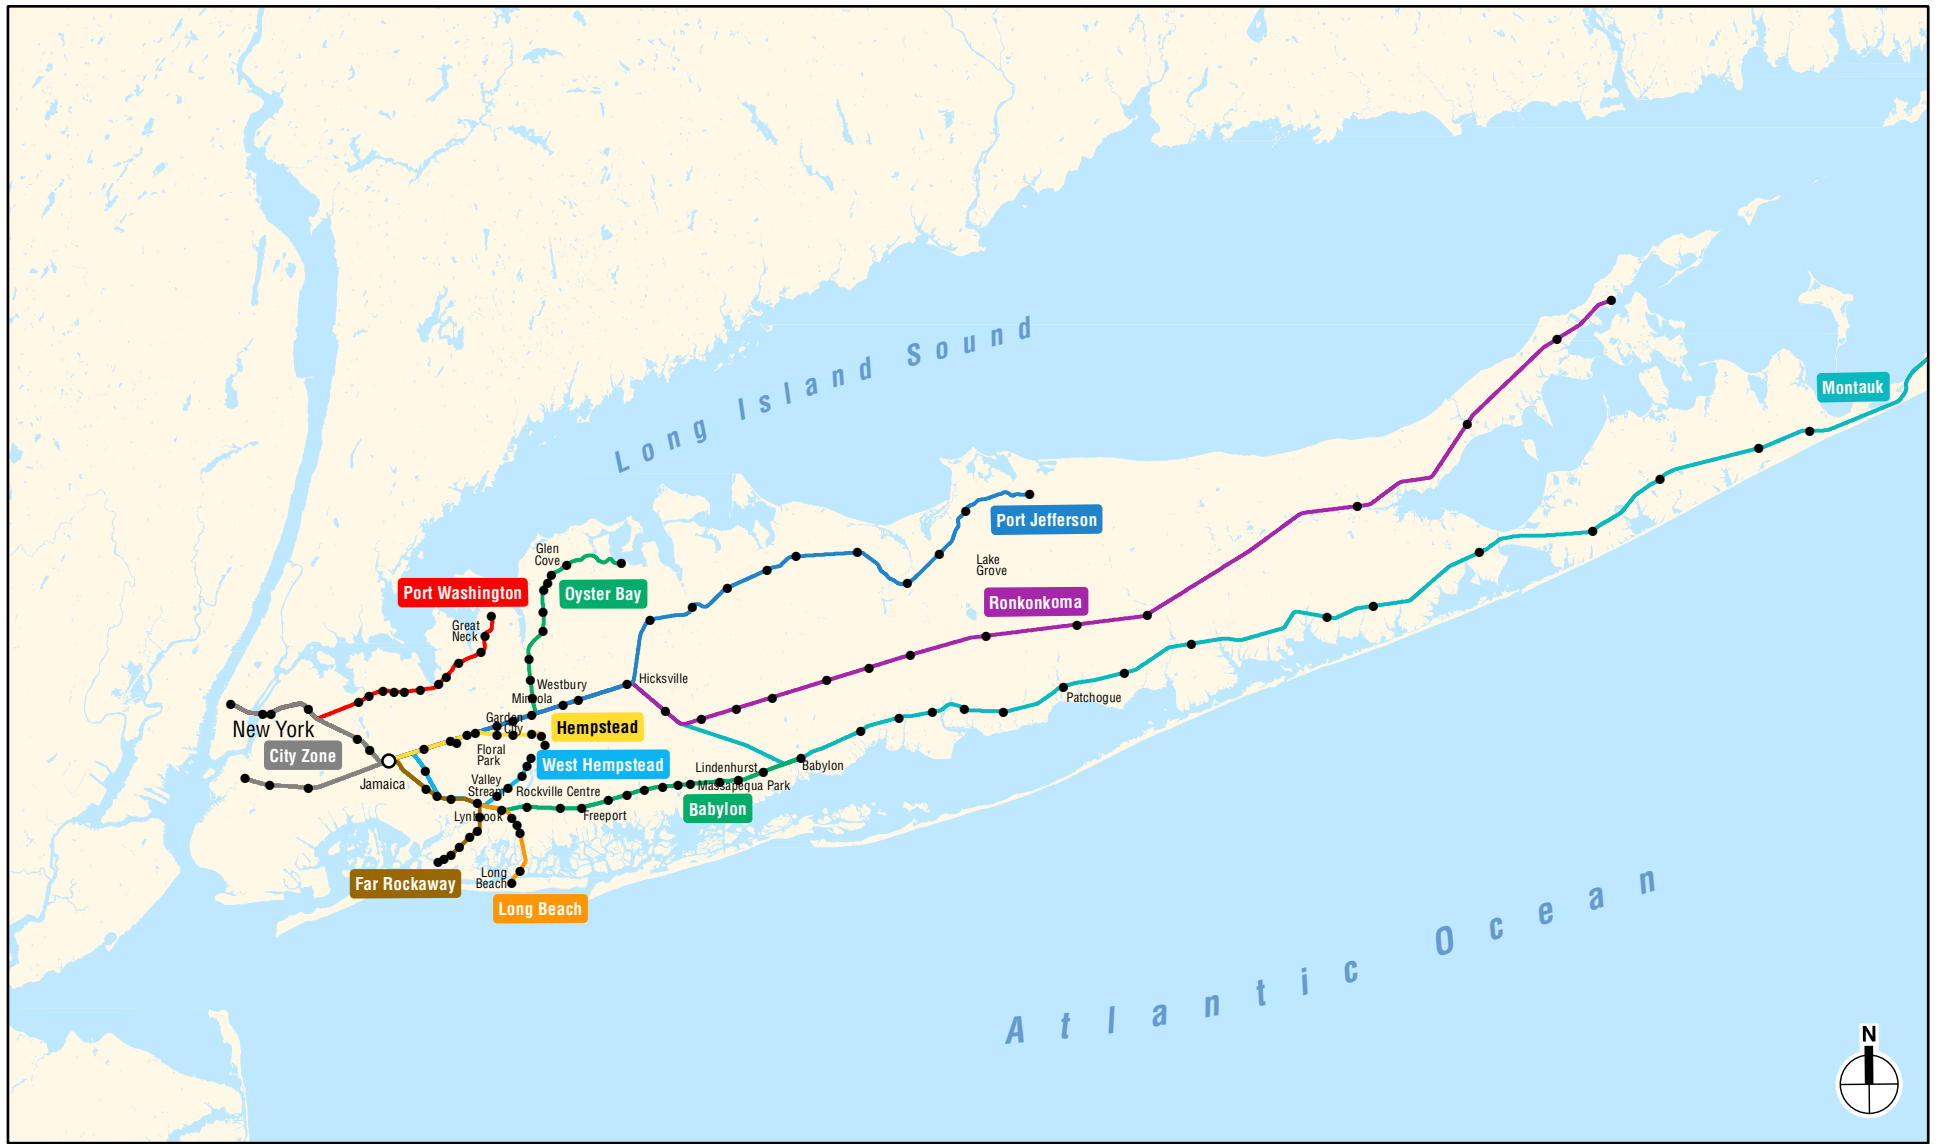 Long Island Sound
Montauk
Port Jefferson
Glen
Cove
Lake
Grove
Port Washington
Oyster Bay
Ronkonkoma
Great
Neck
Hicksville
Westbury
Mineola
Patchogue
Garden
City
New York
Hempstead
City Zone
Floral
Park
West Hempstead
Babylon
Lindenhurst
Jamaica
Valley
Stream
Rockville Centre
Massapequa Park
Babylon
Lynbrook
Freeport
Long
Beach
Far Rockaway
Long Beach
Atlantic Ocean
N